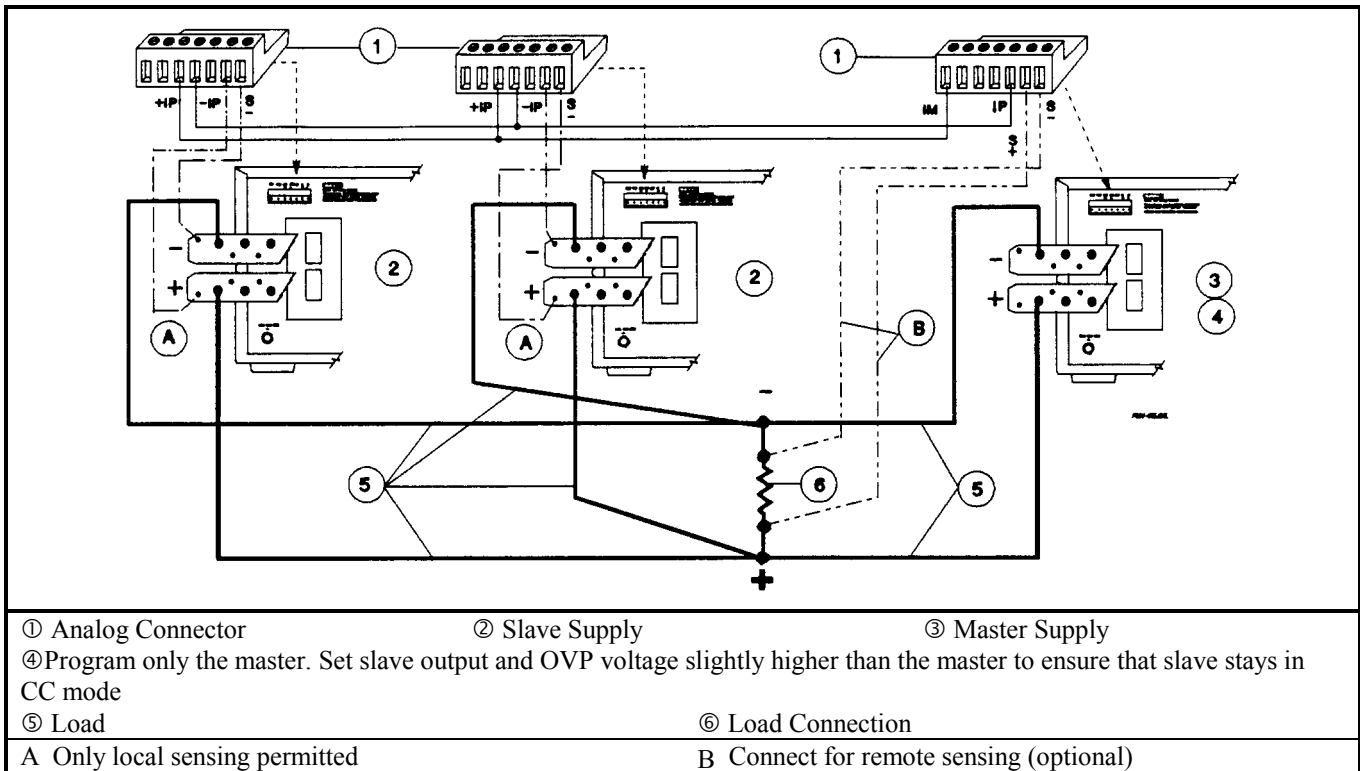 1 1 1
+IP -IP S -
+IP -IP S -
IM IP S -
S +
- + - + - +
2 2 3
4
A A B
-
5 6 5
+
① Analog Connector ② Slave Supply ③ Master Supply
④Program only the master. Set slave output and OVP voltage slightly higher than the master to ensure that slave stays in
CC mode
⑤ Load ⑥ Load Connection
A Only local sensing permitted B Connect for remote sensing (optional)